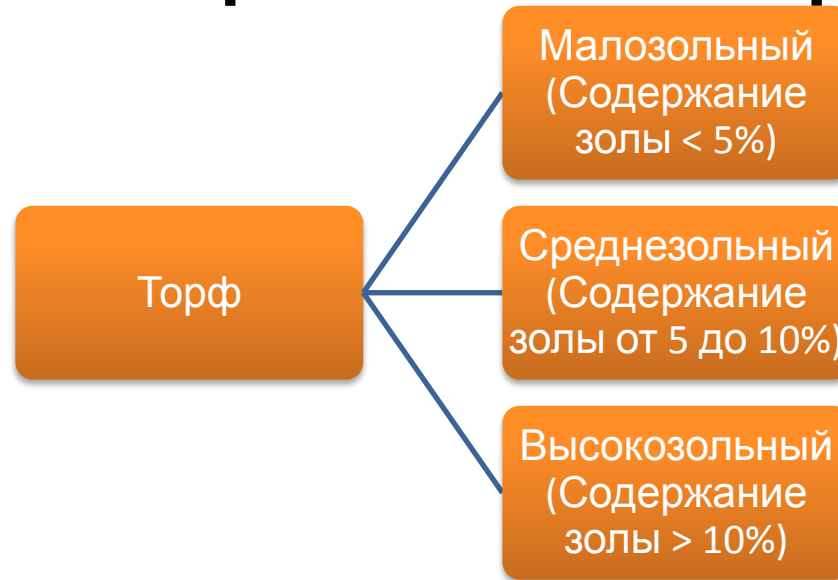 Торф
Малозольный
(Содержание
золы < 5%)
Среднезольный
(Содержание
золы от 5 до 10%)
Высокозольный
(Содержание
золы > 10%)